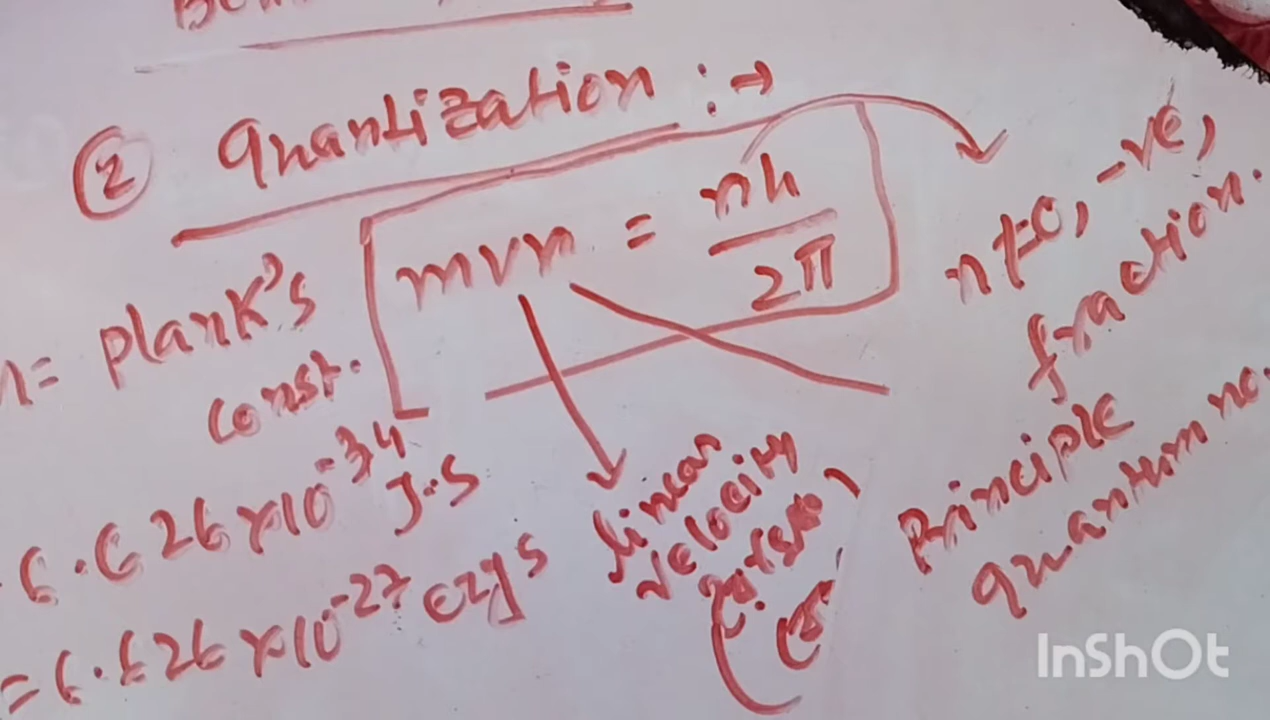 ② Quantization :→
mvr = nh
2π
n ≠ 0, -ve,
fraction.
Principle
quantum no.
h = plank's
const.
6.626 x 10^-34 J.s
= 6.626 x 10^-27 ergs
linear
velocity
InShOt